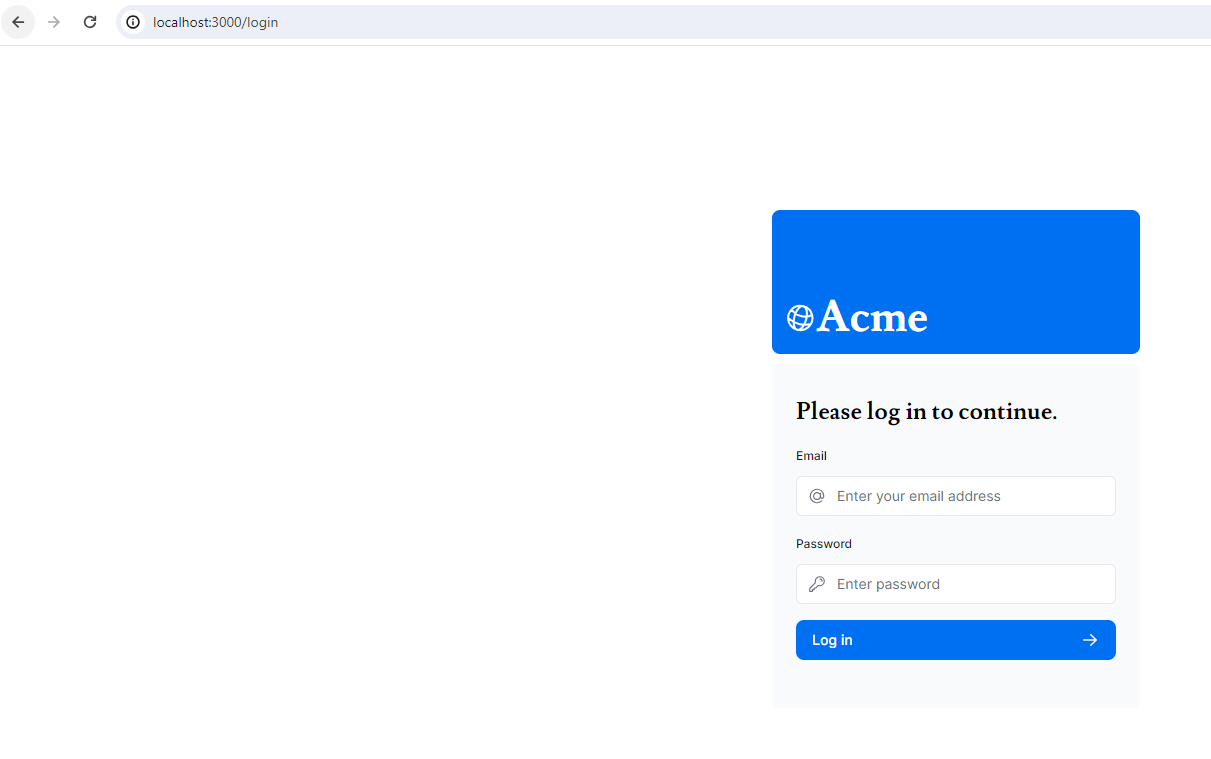 localhost:3000/login
Acme
Please log in to continue.
Email
Enter your email address
Password
Enter password
Log in